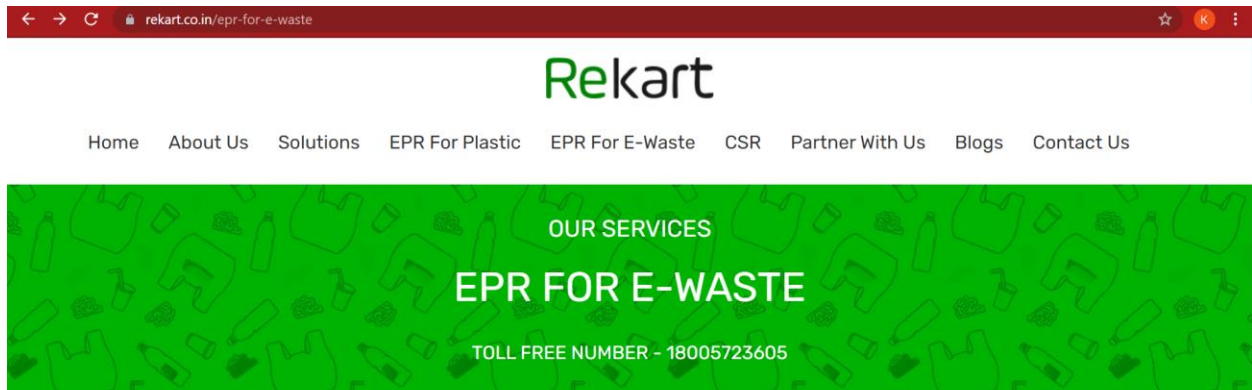 rekart.co.in/epr-for-e-waste
K
Rekart
Home About Us Solutions EPR For Plastic EPR For E-Waste CSR Partner With Us Blogs Contact Us
OUR SERVICES
EPR FOR E-WASTE
TOLL FREE NUMBER - 18005723605